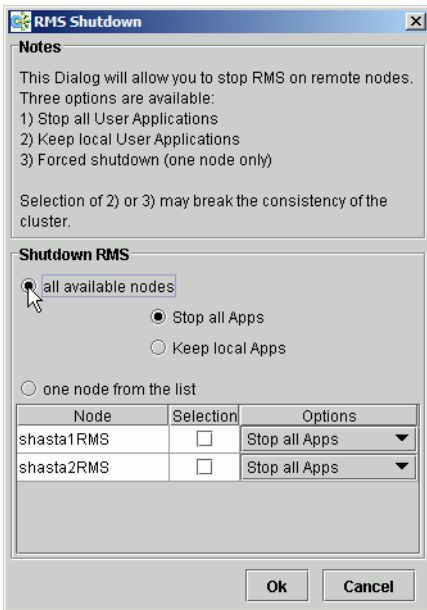 RMS Shutdown
Notes
This Dialog will allow you to stop RMS on remote nodes.
Three options are available:
1) Stop all User Applications
2) Keep local User Applications
3) Forced shutdown (one node only)
Selection of 2) or 3) may break the consistency of the
cluster.
Shutdown RMS
all available nodes
Stop all Apps
Keep local Apps
one node from the list
Node Selection Options
shasta1RMS Stop all Apps
shasta2RMS Stop all Apps
Ok Cancel